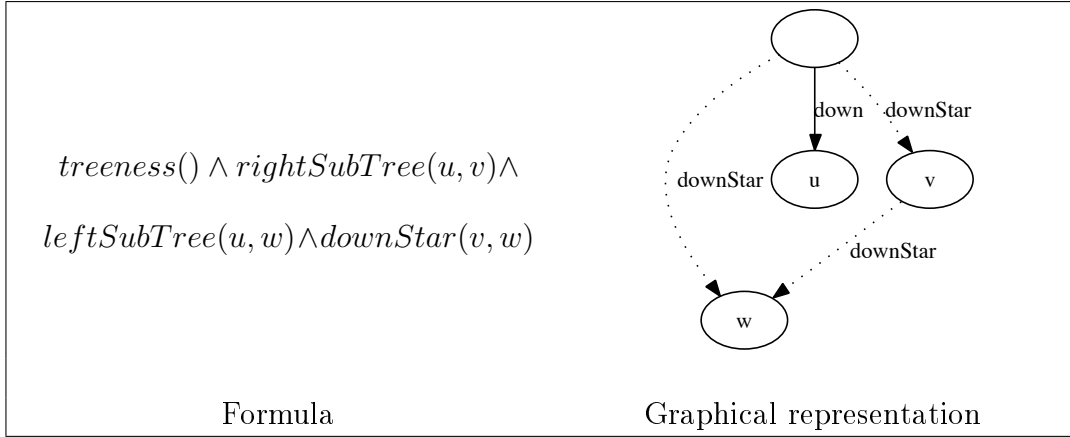 treeness() ∧ rightSubTree(u, v)∧
leftSubTree(u, w)∧downStar(v, w)
down
downStar
downStar
u
v
downStar
w
Formula
Graphical representation